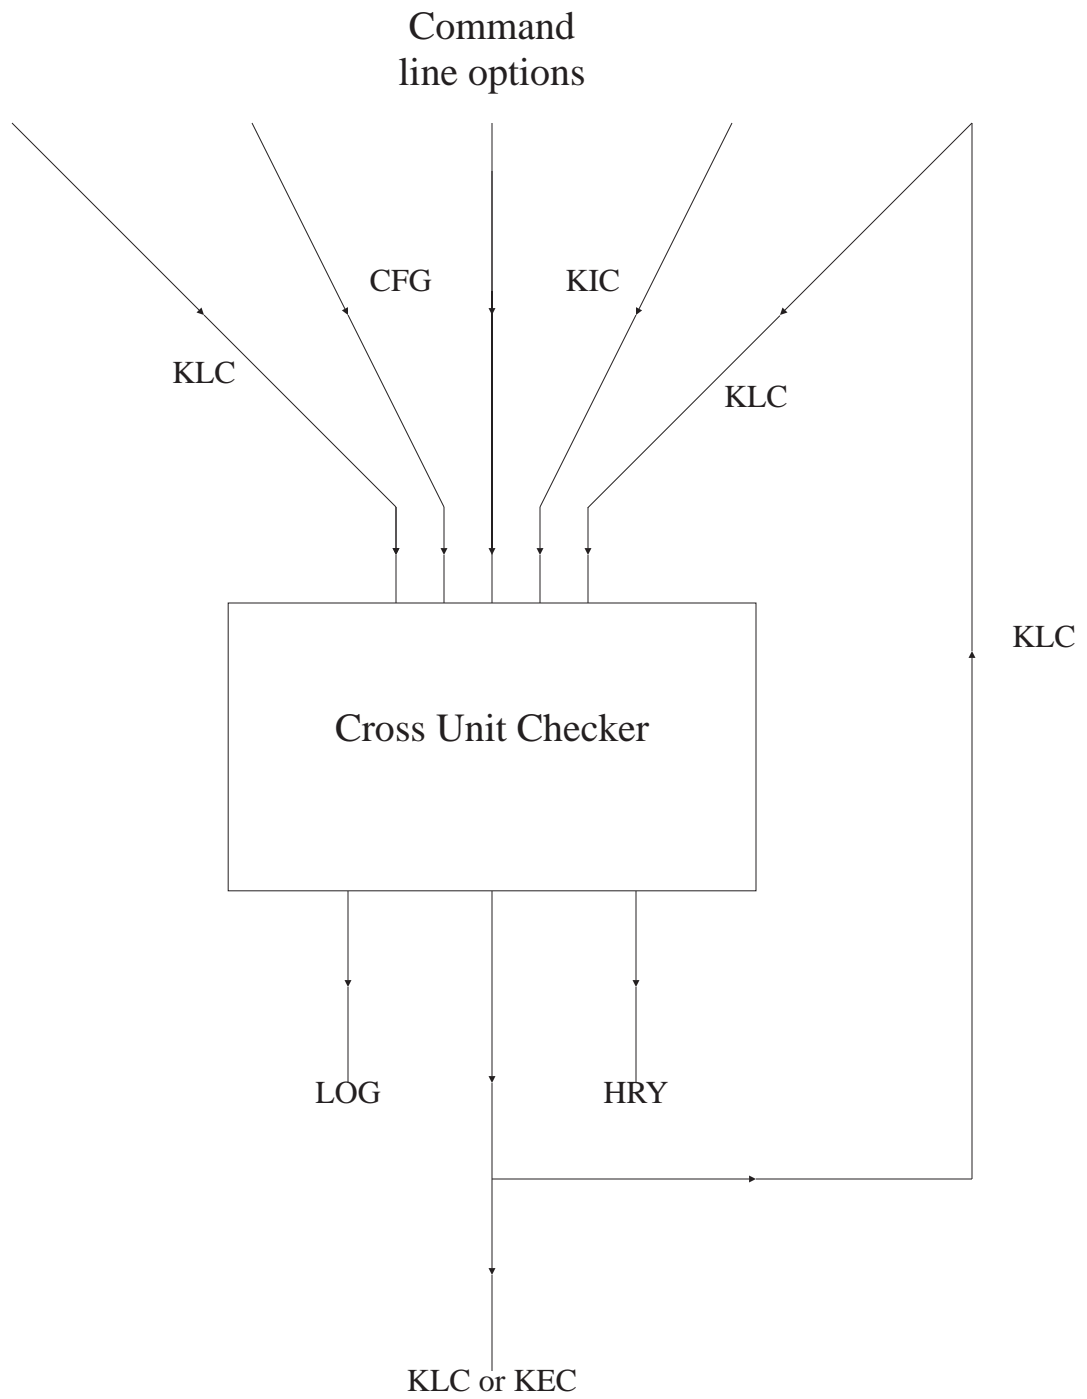 Command
line options
CFG
KIC
KLC
KLC
KLC
Cross Unit Checker
LOG
HRY
KLC or KEC